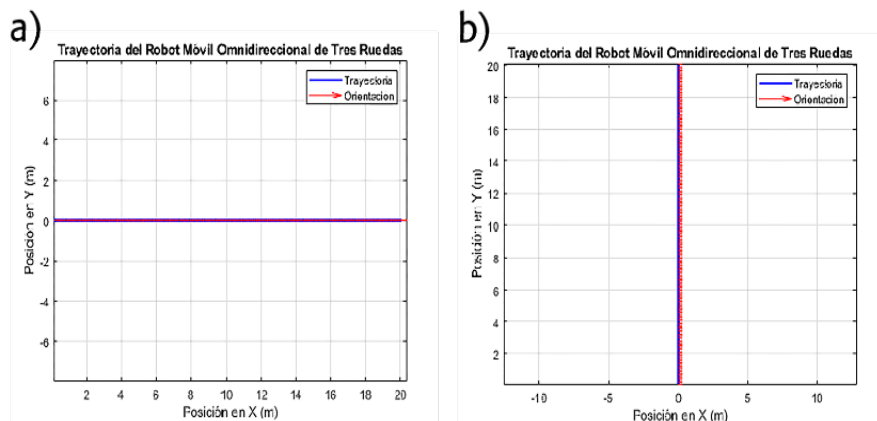 a)
Trayectoria del Robot Móvil Omnidireccional de Tres Ruedas
Trayectoria
Orientacion
6
4
2
0
-2
-4
-6
Posición en Y (m)
2 4 6 8 10 12 14 16 18 20
Posición en X (m)
b)
Trayectoria del Robot Móvil Omnidireccional de Tres Ruedas
Trayectoria
Orientacion
20
18
16
14
12
10
8
6
4
2
Posición en Y (m)
-10 -5 0 5 10
Posición en X (m)